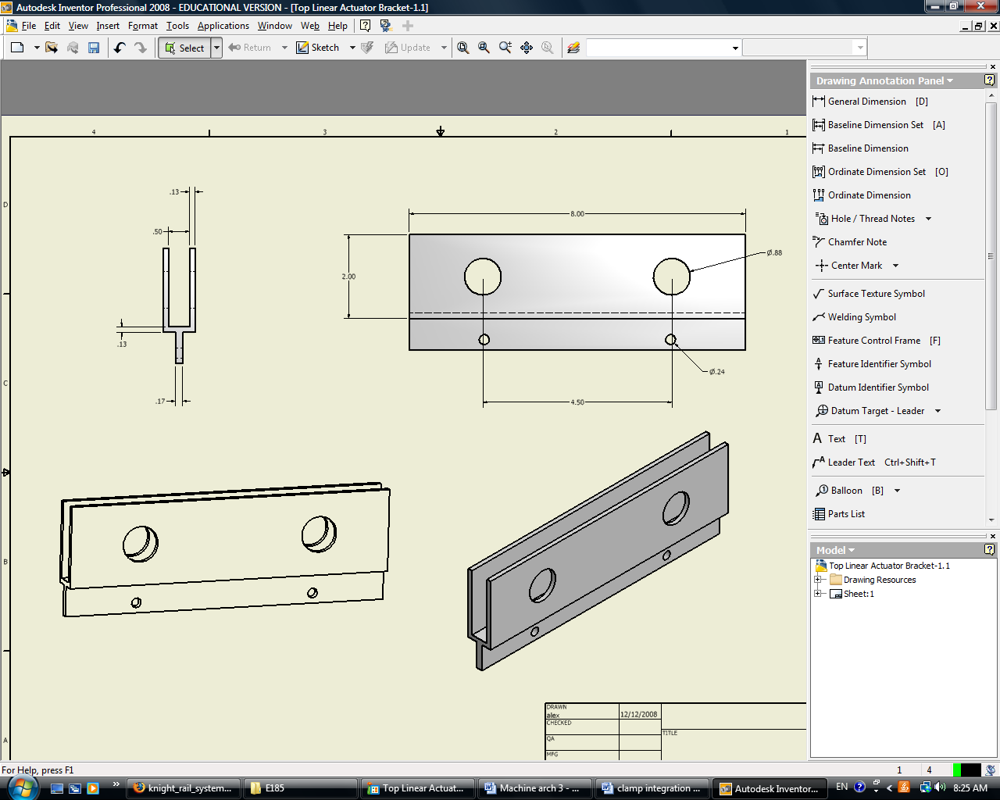 Autodesk Inventor Professional 2008 - EDUCATIONAL VERSION - [Top Linear Actuator Bracket-1.1]
File Edit View Insert Format Tools Applications Window Web Help
Select Return Sketch Update
Drawing Annotation Panel
General Dimension [D]
Baseline Dimension Set [A]
Baseline Dimension
Ordinate Dimension Set [O]
Ordinate Dimension
Hole / Thread Notes
Chamfer Note
Center Mark
Surface Texture Symbol
Welding Symbol
Feature Control Frame [F]
Feature Identifier Symbol
Datum Identifier Symbol
Datum Target - Leader
Text [T]
Leader Text Ctrl+Shift+T
Balloon [B]
Parts List
Model
Top Linear Actuator Bracket-1.1
Drawing Resources
Sheet:1
4 3 2 1
D
C
B
A
.13
.50
.13
.17
8.00
2.00
Ø.88
Ø.24
4.50
DRAWN
alex 12/12/2008
CHECKED
QA
MFG
TITLE
For Help, press F1
1 4
knight_rail_system...
E185
Top Linear Actuat...
Machine arch 3 - ...
clamp integration ...
Autodesk Inventor...
EN
8:25 AM